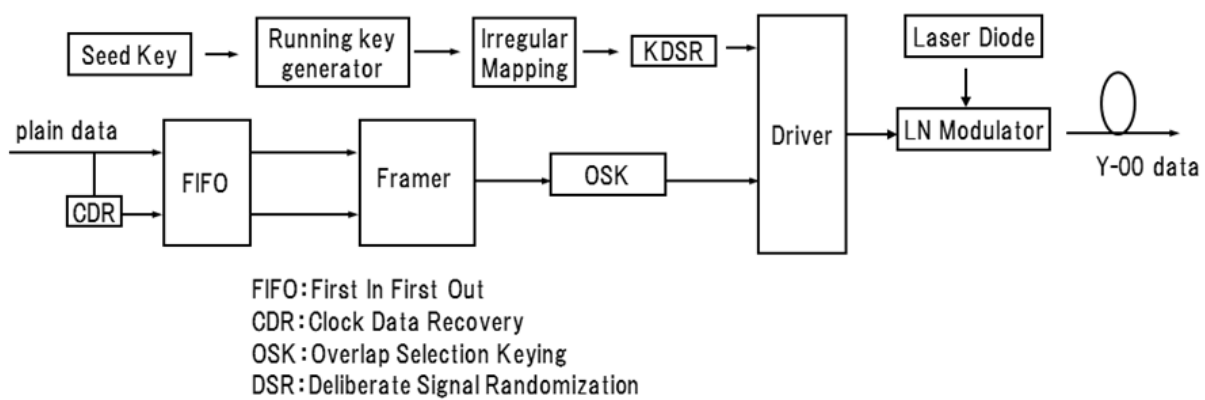 Seed Key
Running key
generator
Irregular
Mapping
KDSR
Driver
Laser Diode
LN Modulator
Y-00 data
plain data
CDR
FIFO
Framer
OSK
FIFO:First In First Out
CDR:Clock Data Recovery
OSK:Overlap Selection Keying
DSR:Deliberate Signal Randomization